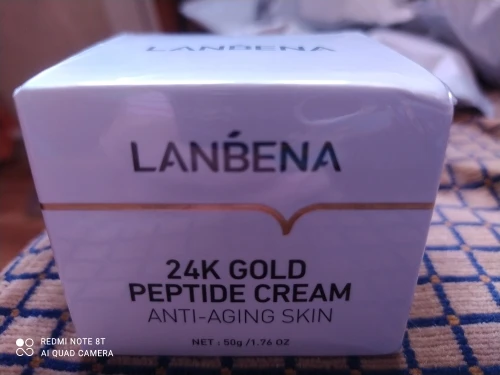 LANBENA
LANBENA
24K GOLD
PEPTIDE CREAM
ANTI-AGING SKIN
NET : 50g /1.76 OZ
REDMI NOTE 8T
AI QUAD CAMERA